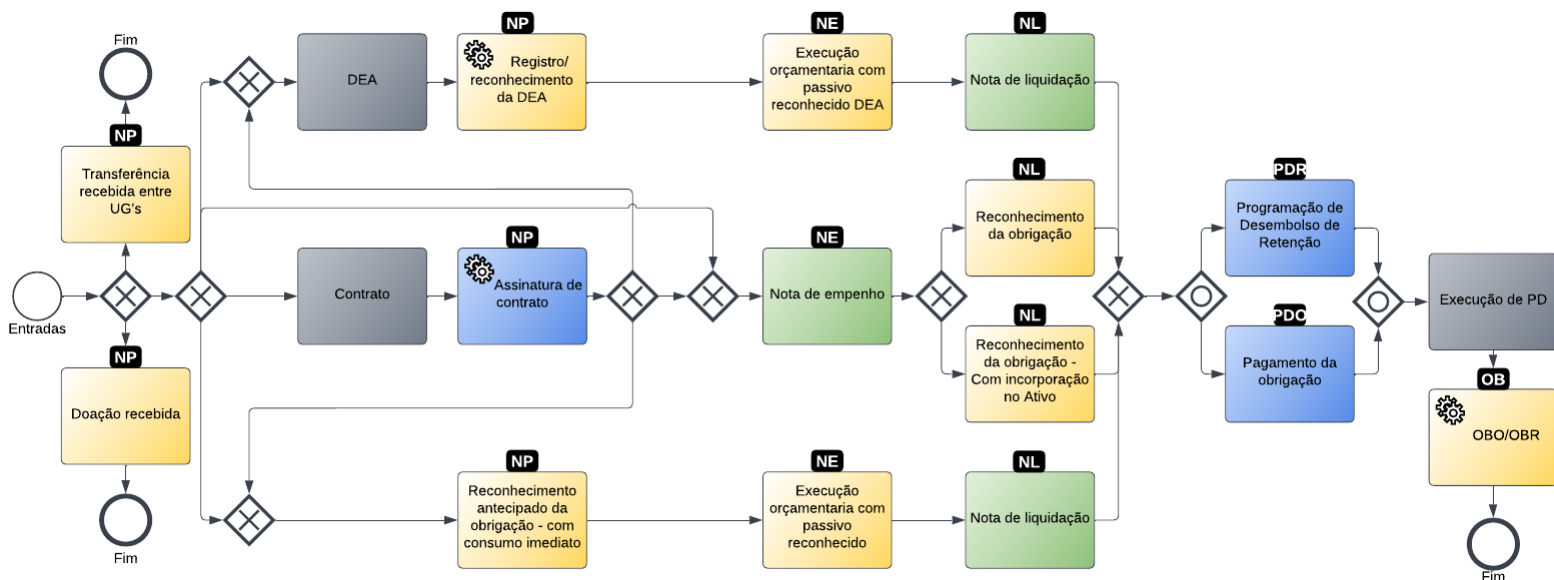 Fim
NP
Transferência
recebida entre
UG's
Entradas
NP
Doação recebida
Fim
DEA
NP
Registro/
reconhecimento
da DEA
NE
Execução
orçamentaria com
passivo
reconhecido DEA
NL
Nota de liquidação
Contrato
NP
Assinatura de
contrato
NE
Nota de empenho
NL
Reconhecimento
da obrigação
NL
Reconhecimento
da obrigação -
Com incorporação
no Ativo
NP
Reconhecimento
antecipado da
obrigação - com
consumo imediato
NE
Execução
orçamentaria com
passivo
reconhecido
NL
Nota de liquidação
PDR
Programação de
Desembolso de
Retenção
PDO
Pagamento da
obrigação
Execução de PD
OB
OBO/OBR
Fim